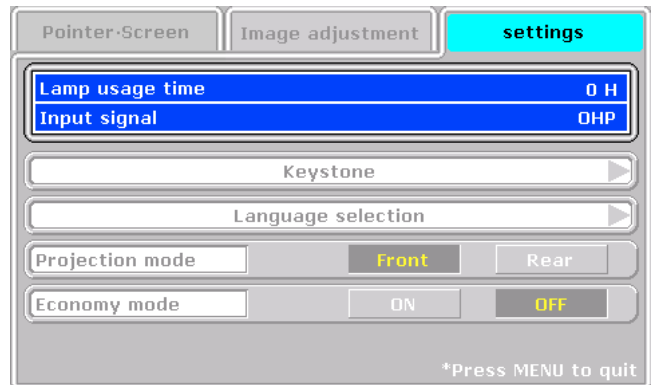 Pointer·Screen Image adjustment settings
Lamp usage time 0 H
Input signal OHP
Keystone
Language selection
Projection mode Front Rear
Economy mode ON OFF
*Press MENU to quit